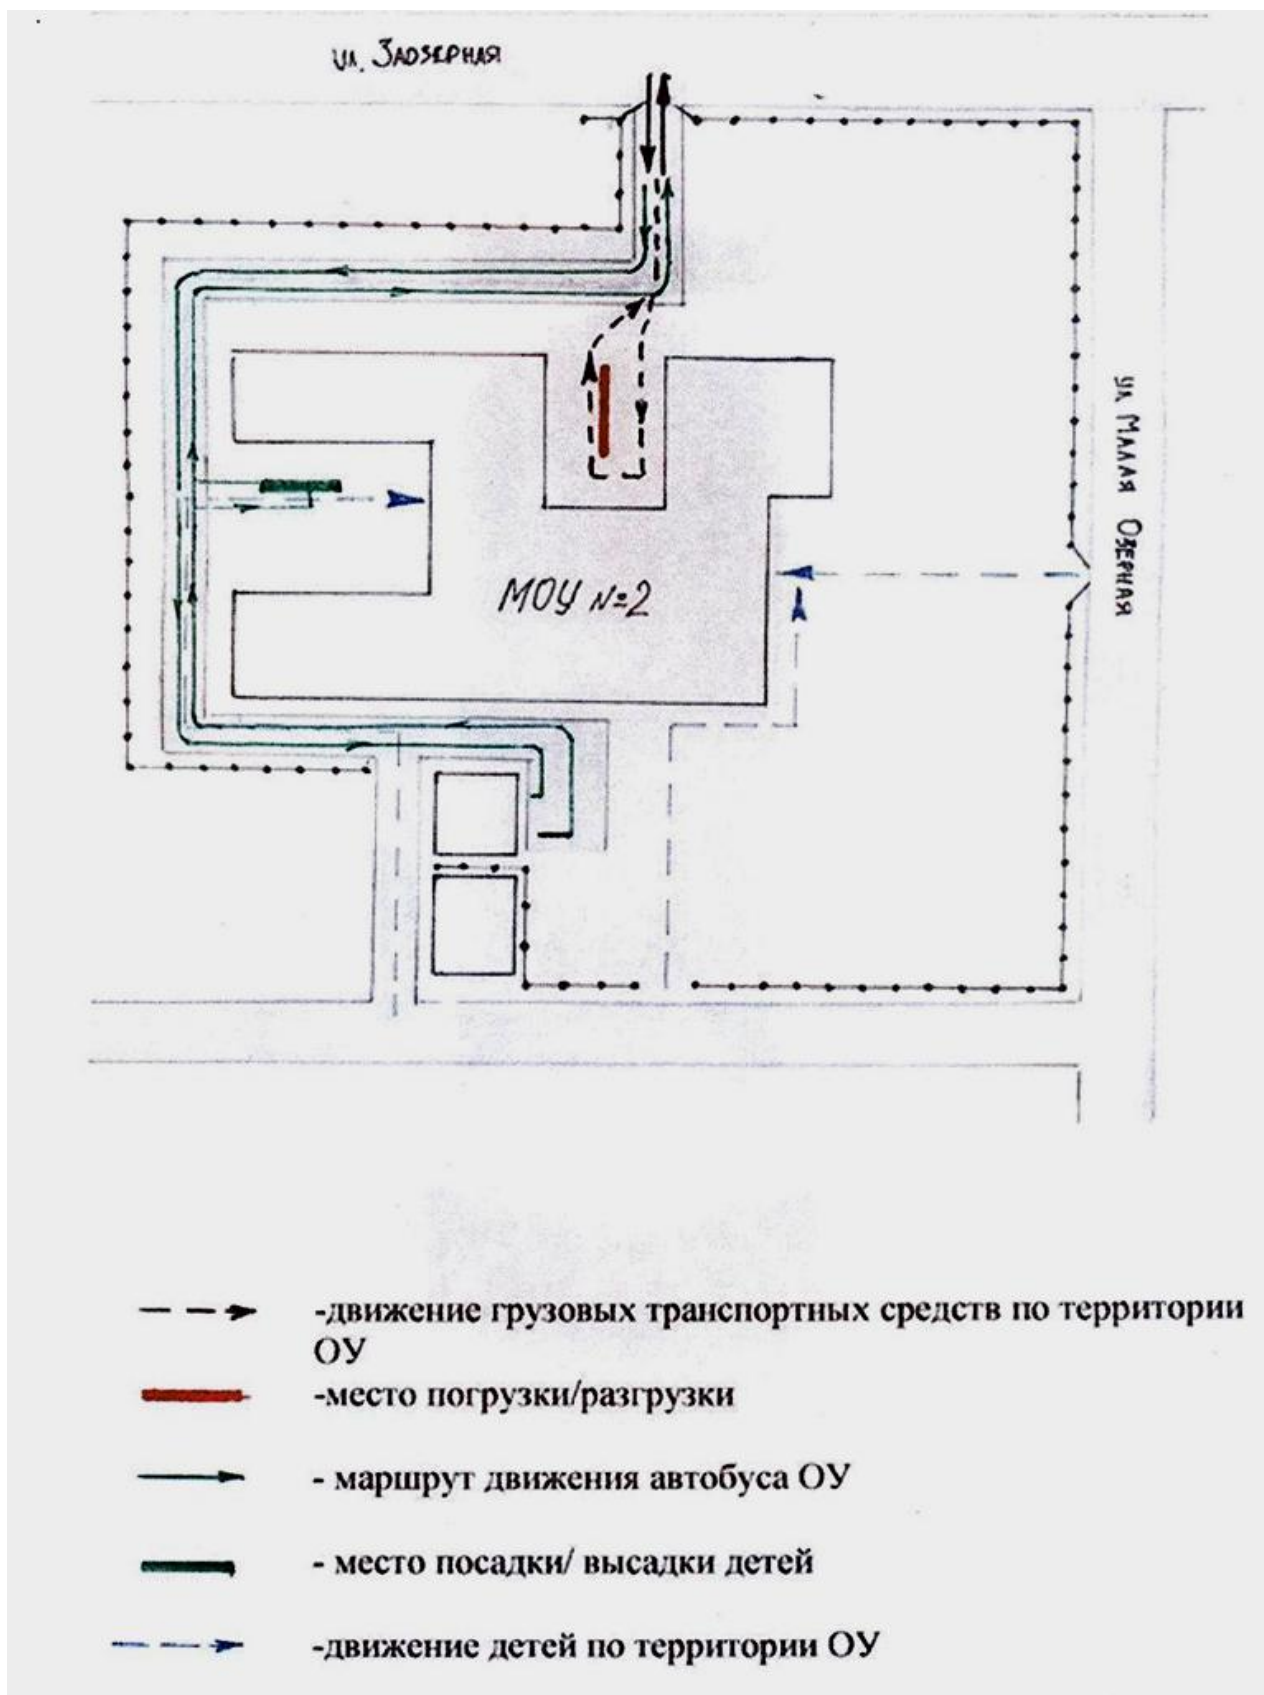 ул. Заозерная
ул Малая Озерная
МОУ №2
-движение грузовых транспортных средств по территории
ОУ
-место погрузки/разгрузки
- маршрут движения автобуса ОУ
- место посадки/ высадки детей
-движение детей по территории ОУ